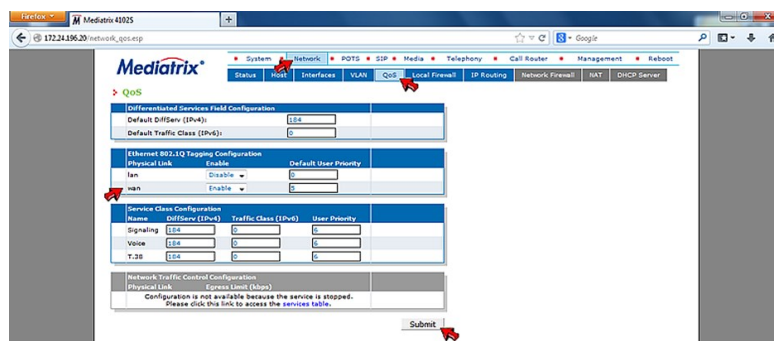 Firefox
Mediatrix 4102S
172.24.196.20/network_qos.esp
Google
Mediatrix
System Network POTS SIP Media Telephony Call Router Management Reboot
Status Host Interfaces VLAN QoS Local Firewall IP Routing Network Firewall NAT DHCP Server
QoS
Differentiated Services Field Configuration
Default DiffServ (IPv4): 184
Default Traffic Class (IPv6): 0
Ethernet 802.1Q Tagging Configuration
Physical Link Enable Default User Priority
lan Disable 0
wan Enable 5
Service Class Configuration
Name DiffServ (IPv4) Traffic Class (IPv6) User Priority
Signaling 184 0 6
Voice 184 0 6
T.38 184 0 6
Network Traffic Control Configuration
Physical Link Egress Limit (kbps)
Configuration is not available because the service is stopped.
Please click this link to access the services table.
Submit